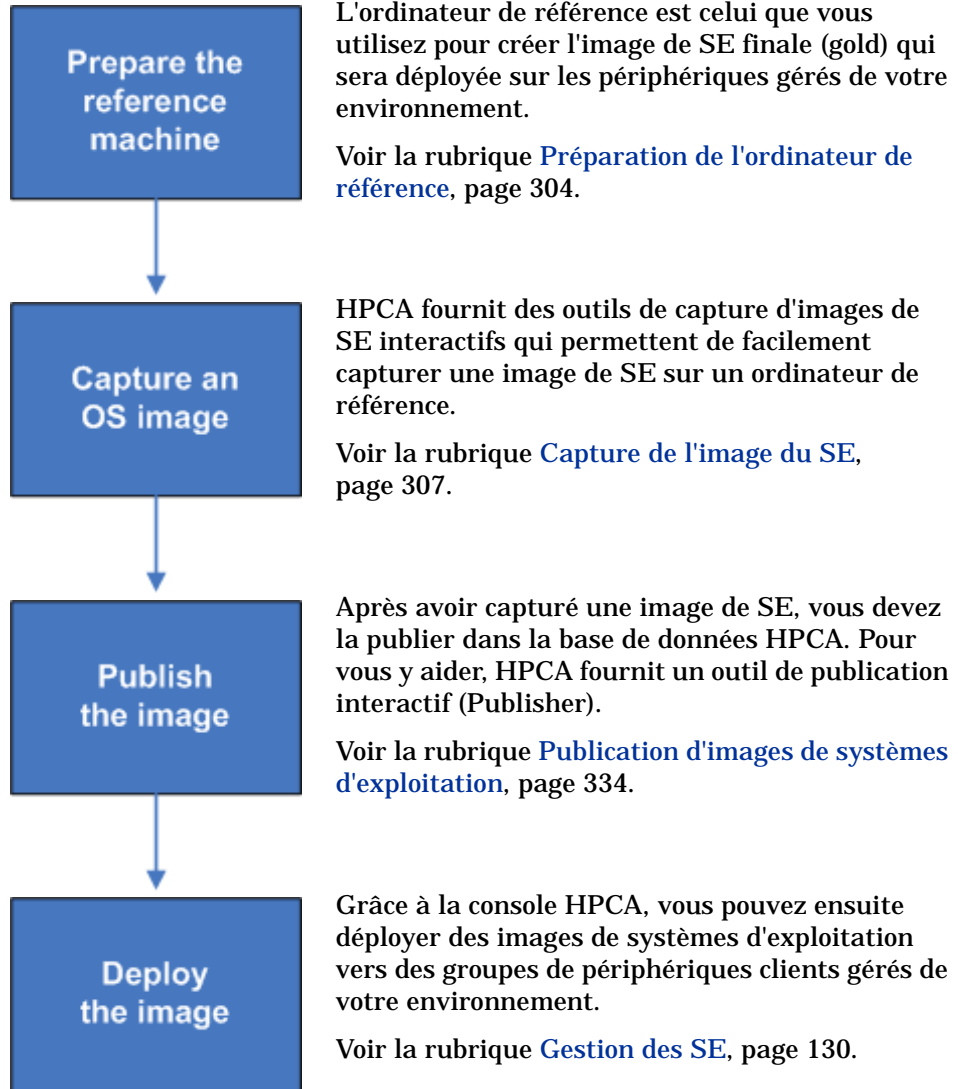 Prepare the
reference
machine
L'ordinateur de référence est celui que vous
utilisez pour créer l'image de SE finale (gold) qui
sera déployée sur les périphériques gérés de votre
environnement.
Voir la rubrique Préparation de l'ordinateur de
référence, page 304.
Capture an
OS image
HPCA fournit des outils de capture d'images de
SE interactifs qui permettent de facilement
capturer une image de SE sur un ordinateur de
référence.
Voir la rubrique Capture de l'image du SE,
page 307.
Publish
the image
Après avoir capturé une image de SE, vous devez
la publier dans la base de données HPCA. Pour
vous y aider, HPCA fournit un outil de publication
interactif (Publisher).
Voir la rubrique Publication d'images de systèmes
d'exploitation, page 334.
Deploy
the image
Grâce à la console HPCA, vous pouvez ensuite
déployer des images de systèmes d'exploitation
vers des groupes de périphériques clients gérés de
votre environnement.
Voir la rubrique Gestion des SE, page 130.